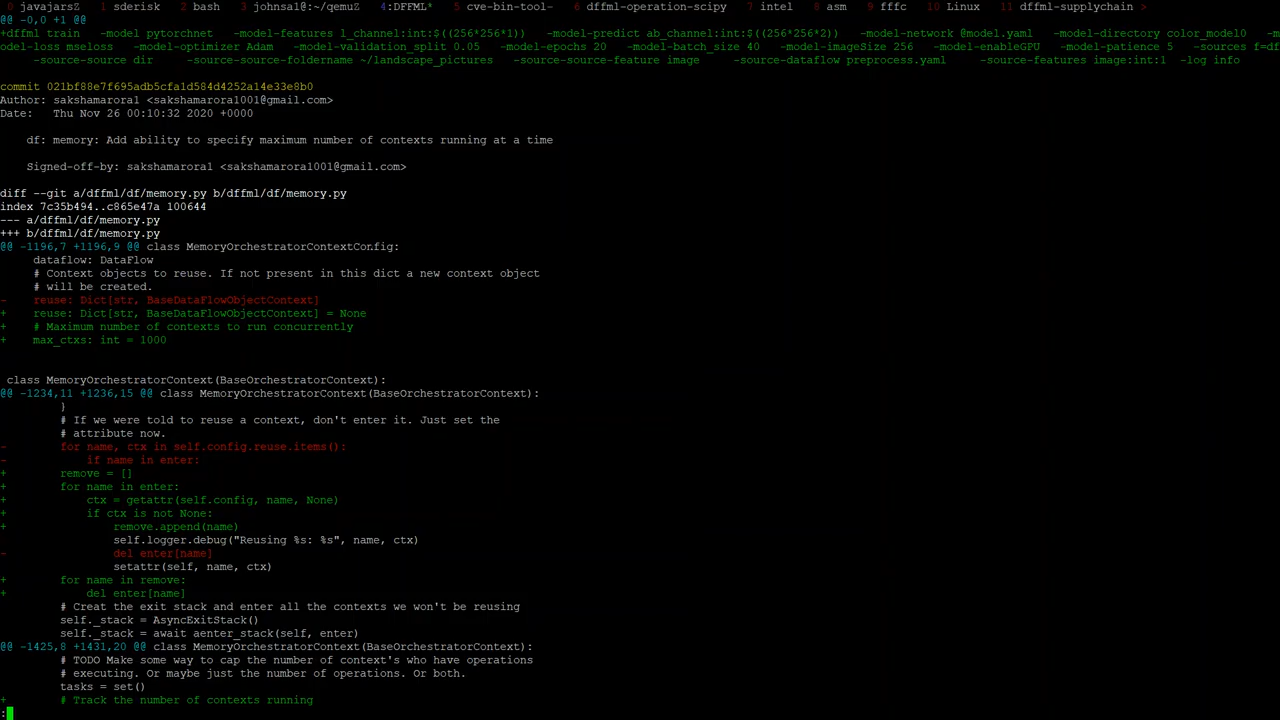 0 javajarsZ  1 sderisk  2 bash  3 johnsal@:~/qemuZ  4:DFFML*  5 cve-bin-tool-  6 dffml-operation-scipy  7 intel  8 asm  9 fffc  10 Linux  11 dffml-supplychain >
@@ -0,0 +1 @@
+dffml train   -model pytorchnet   -model-features l_channel:int:$((256*256*1))   -model-predict ab_channel:int:$((256*256*2))   -model-network @model.yaml   -model-directory color_model0   -m
odel-loss mseloss   -model-optimizer Adam   -model-validation_split 0.05   -model-epochs 20   -model-batch_size 40   -model-imageSize 256   -model-enableGPU   -model-patience 5   -sources f=df
    -source-source dir     -source-source-foldername ~/landscape_pictures     -source-source-feature image     -source-dataflow preprocess.yaml     -source-features image:int:1  -log info
commit 021bf88e7f695adb5cfa1d584d4252a14e33e8b0
Author: sakshamarora1 <sakshamarora1001@gmail.com>
Date:   Thu Nov 26 00:10:32 2020 +0000
    df: memory: Add ability to specify maximum number of contexts running at a time
    Signed-off-by: sakshamarora1 <sakshamarora1001@gmail.com>
diff --git a/dffml/df/memory.py b/dffml/df/memory.py
index 7c35b494..c865e47a 100644
--- a/dffml/df/memory.py
+++ b/dffml/df/memory.py
@@ -1196,7 +1196,9 @@ class MemoryOrchestratorContextConfig:
     dataflow: DataFlow
     # Context objects to reuse. If not present in this dict a new context object
     # will be created.
-    reuse: Dict[str, BaseDataFlowObjectContext]
+    reuse: Dict[str, BaseDataFlowObjectContext] = None
+    # Maximum number of contexts to run concurrently
+    max_ctxs: int = 1000
 class MemoryOrchestratorContext(BaseOrchestratorContext):
@@ -1234,11 +1236,15 @@ class MemoryOrchestratorContext(BaseOrchestratorContext):
         }
         # If we were told to reuse a context, don't enter it. Just set the
         # attribute now.
-        for name, ctx in self.config.reuse.items():
-            if name in enter:
+        remove = []
+        for name in enter:
+            ctx = getattr(self.config, name, None)
+            if ctx is not None:
+                remove.append(name)
                 self.logger.debug("Reusing %s: %s", name, ctx)
-                del enter[name]
                 setattr(self, name, ctx)
+        for name in remove:
+            del enter[name]
         # Creat the exit stack and enter all the contexts we won't be reusing
         self._stack = AsyncExitStack()
         self._stack = await aenter_stack(self, enter)
@@ -1425,8 +1431,20 @@ class MemoryOrchestratorContext(BaseOrchestratorContext):
         # TODO Make some way to cap the number of context's who have operations
         # executing. Or maybe just the number of operations. Or both.
         tasks = set()
+        # Track the number of contexts running
: